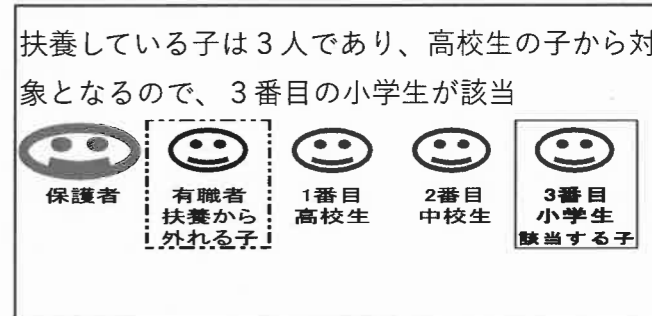 扶養している子は３人であり、高校生の子から対
象となるので、３番目の小学生が該当
保護者
有職者
扶養から
外れる子
1番目
高校生
2番目
中校生
3番目
小学生
該当する子